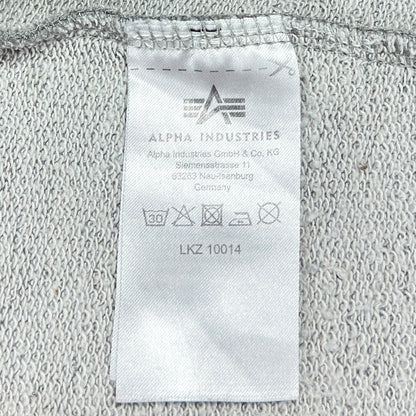 ALPHA INDUSTRIES
Alpha Industries GmbH & Co. KG
Siemensstrasse 11
63263 Neu-Isenburg
Germany
30
LKZ 10014